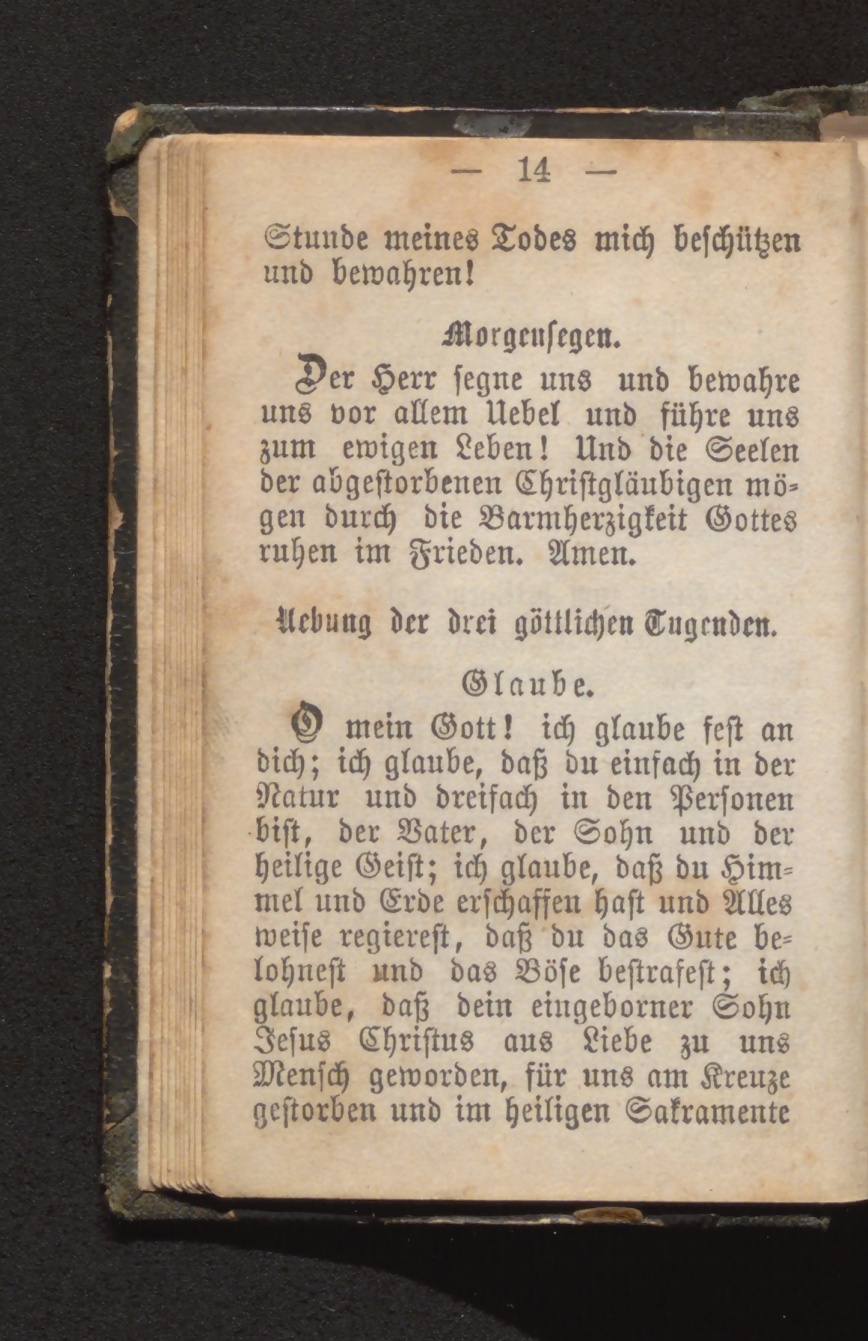 — 14 —
Stunde meines Todes mich beschützen
und bewahren!
Morgensegen.
Der Herr segne uns und bewahre
uns vor allem Uebel und führe uns
zum ewigen Leben! Und die Seelen
der abgestorbenen Christgläubigen mö-
gen durch die Barmherzigkeit Gottes
ruhen im Frieden. Amen.
Uebung der drei göttlichen Tugenden.
Glaube.
O mein Gott! ich glaube fest an
dich; ich glaube, daß du einfach in der
Natur und dreifach in den Personen
bist, der Vater, der Sohn und der
heilige Geist; ich glaube, daß du Him-
mel und Erde erschaffen hast und Alles
weise regierest, daß du das Gute be-
lohnest und das Böse bestrafest; ich
glaube, daß dein eingeborner Sohn
Jesus Christus aus Liebe zu uns
Mensch geworden, für uns am Kreuze
gestorben und im heiligen Sakramente